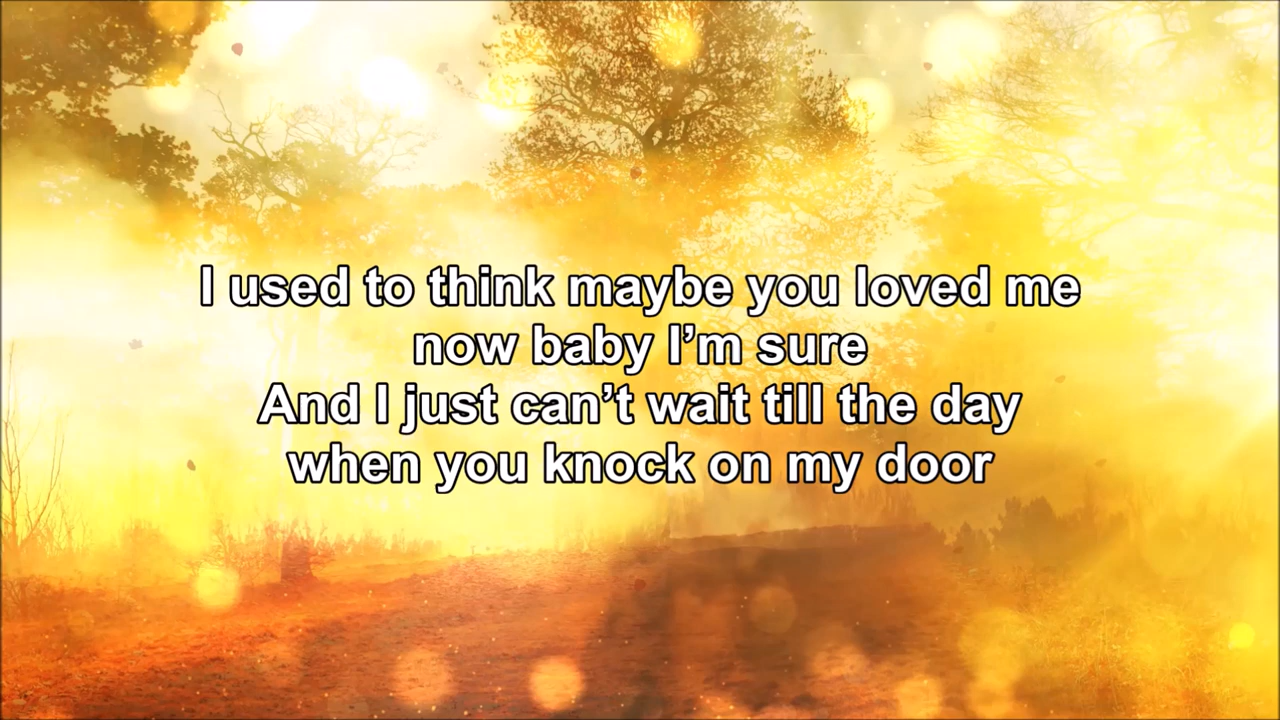 I used to think maybe you loved me
now baby I’m sure
And I just can’t wait till the day
when you knock on my door